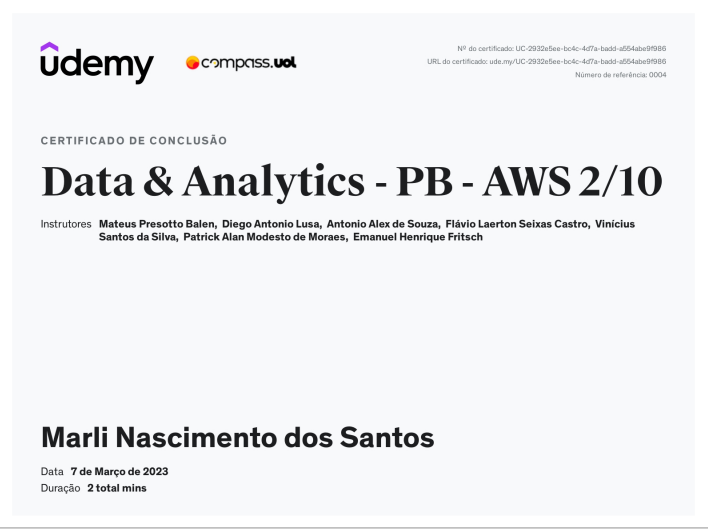 udemy
compass.uol
Nº do certificado: UC-2932e5ee-bc4c-4d7a-badd-a554abe9f986
URL do certificado: ude.my/UC-2932e5ee-bc4c-4d7a-badd-a554abe9f986
Número de referência: 0004
CERTIFICADO DE CONCLUSÃO
Data & Analytics - PB - AWS 2/10
Instrutores Mateus Presotto Balen, Diego Antonio Lusa, Antonio Alex de Souza, Flávio Laerton Seixas Castro, Vinícius
Santos da Silva, Patrick Alan Modesto de Moraes, Emanuel Henrique Fritsch
Marli Nascimento dos Santos
Data 7 de Março de 2023
Duração 2 total mins